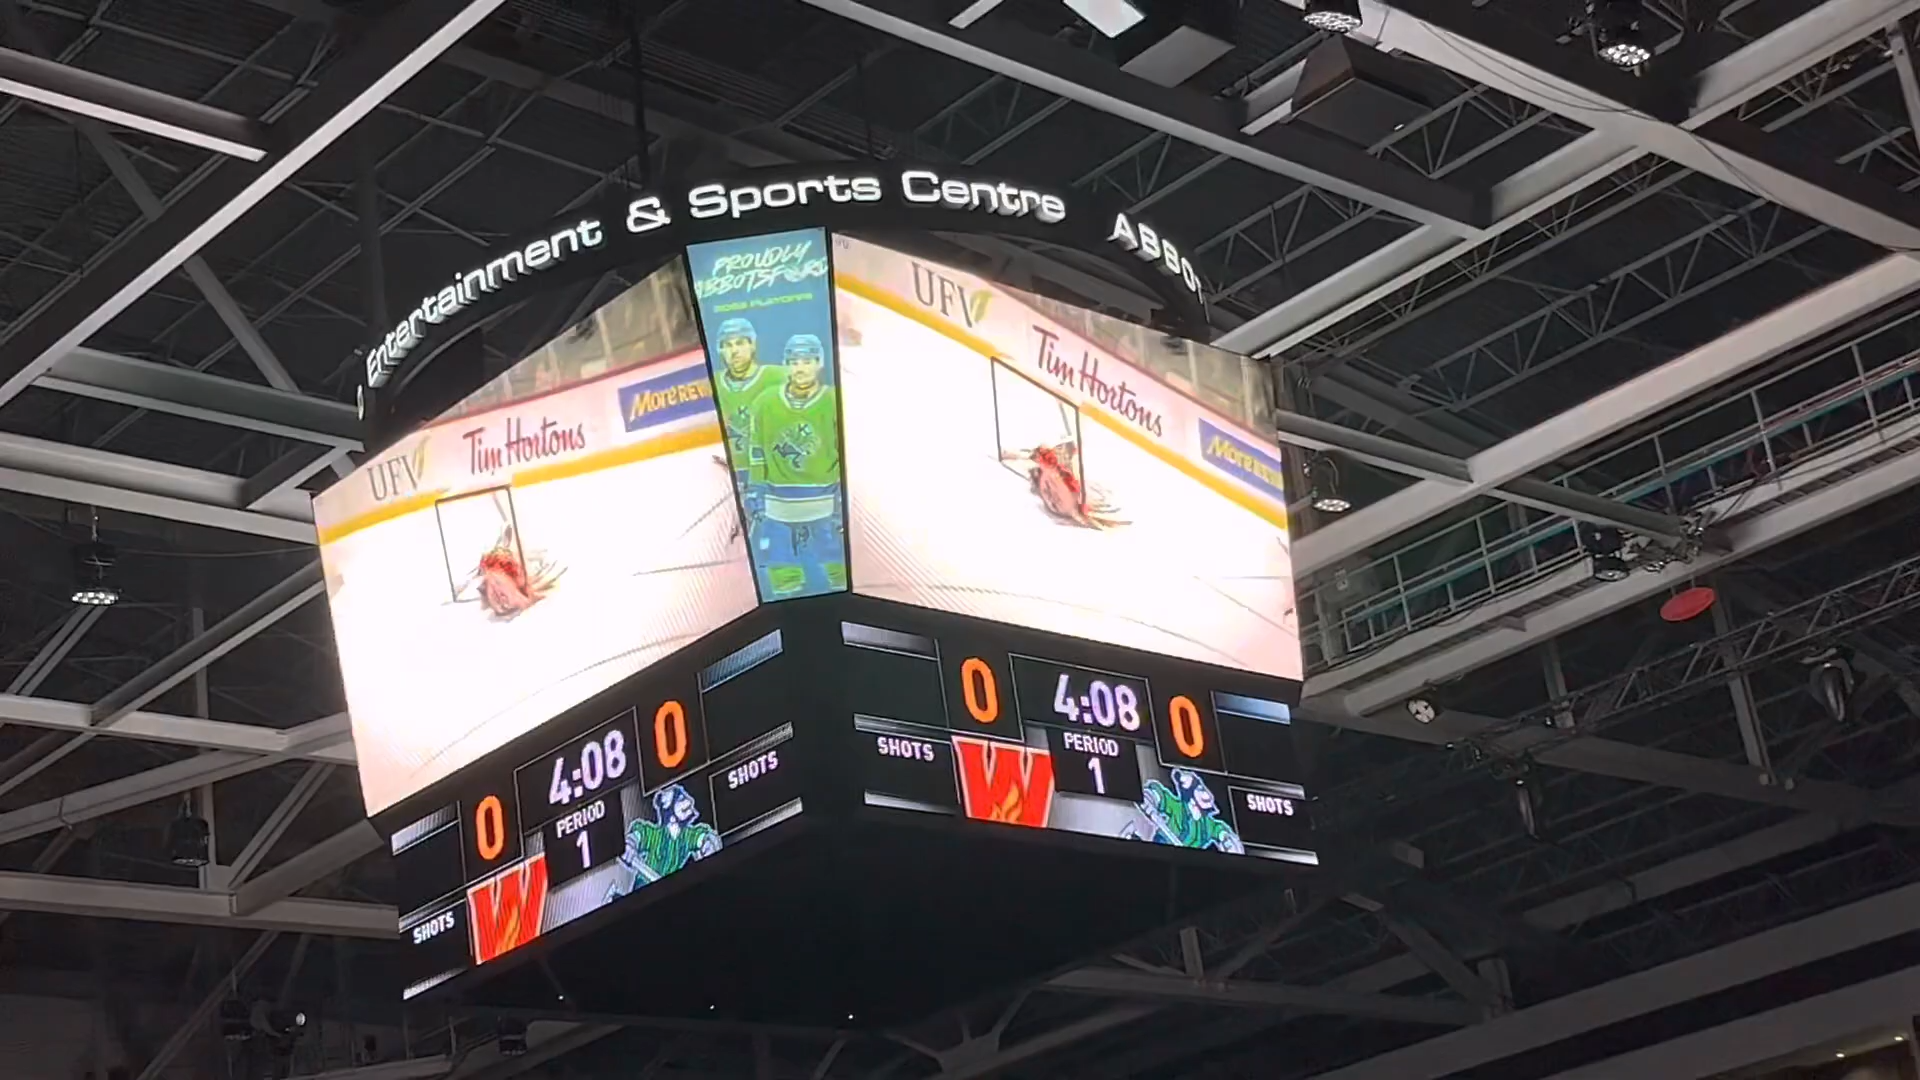 Entertainment & Sports Centre
ABBOT
PROUDLY
ABBOTSFORD
UFV
Tim Hortons
UFV
Tim Hortons
0
4:08
0
PERIOD
1
SHOTS
W
SHOTS
0
4:08
0
PERIOD
1
SHOTS
W
SHOTS